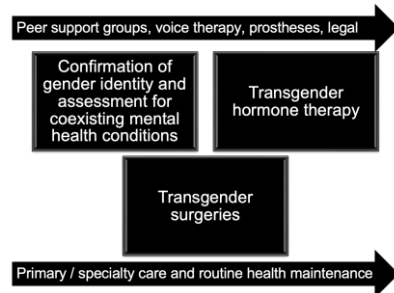 Peer support groups, voice therapy, prostheses, legal
Confirmation of
gender identity and
assessment for
coexisting mental
health conditions
Transgender
hormone therapy
Transgender
surgeries
Primary / specialty care and routine health maintenance